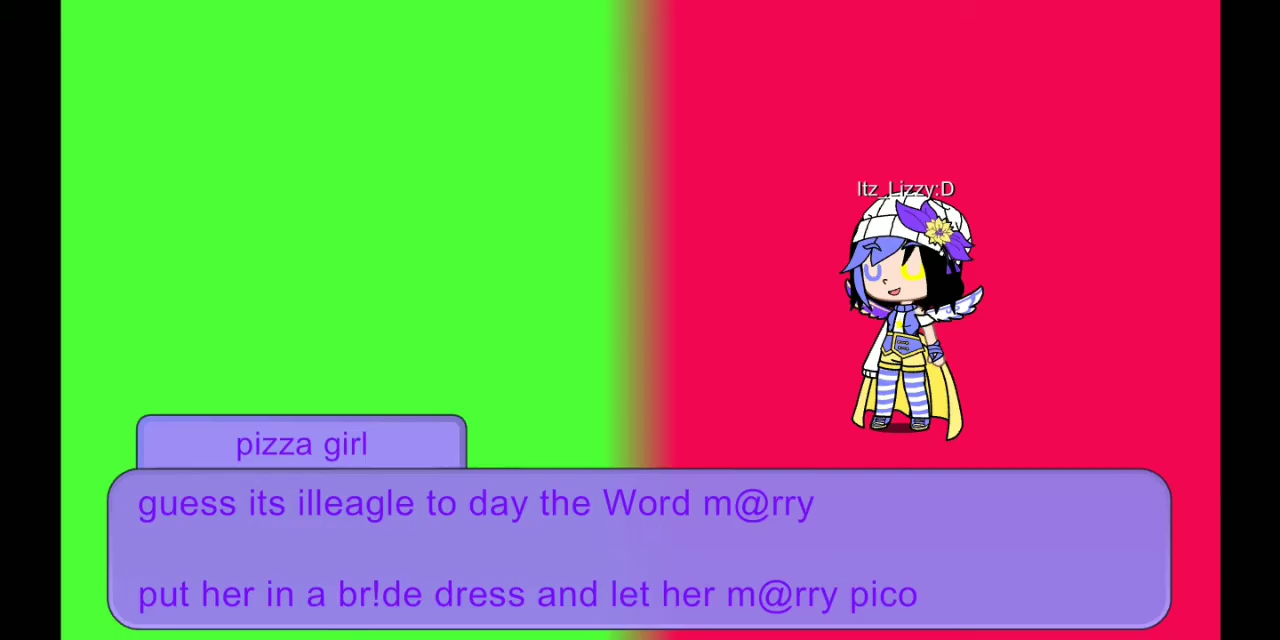 Itz_Lizzy:D
pizza girl
guess its illeagle to day the Word m@rry
put her in a br!de dress and let her m@rry pico